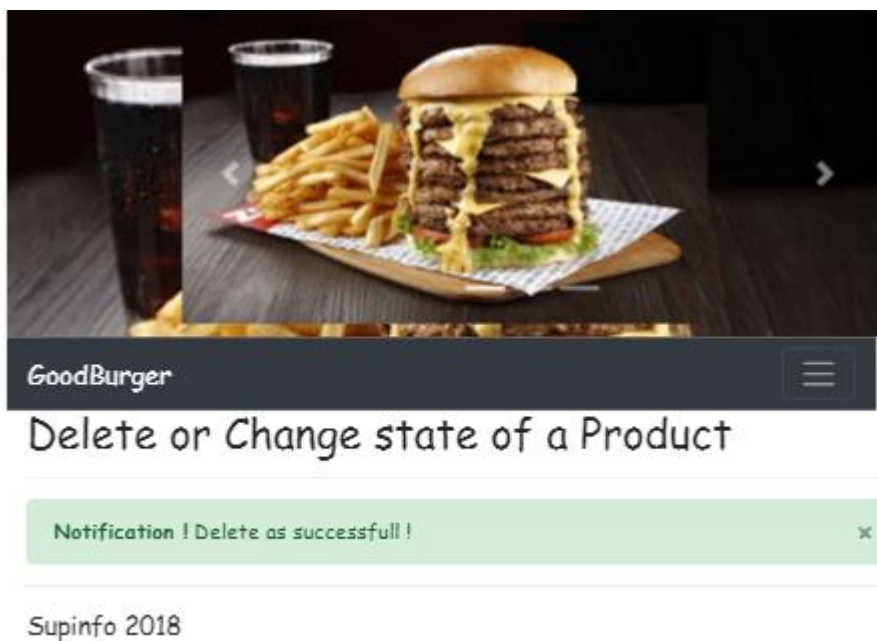 GoodBurger
Delete or Change state of a Product
Notification ! Delete as successfull !
Supinfo 2018